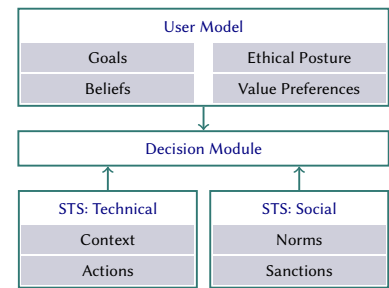 User Model
Goals
Ethical Posture
Beliefs
Value Preferences
Decision Module
STS: Technical
STS: Social
Context
Norms
Actions
Sanctions